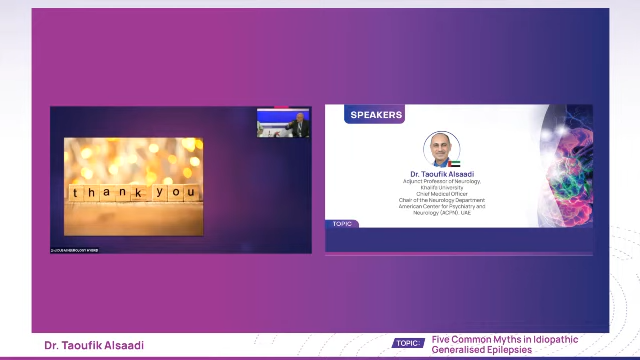 thank you
SPEAKERS
Dr. Taoufik Alsaadi
Adjunct Professor of Neurology,
Khalifa University
Chief Medical Officer
Chair of the Neurology Department
American Center for Psychiatry and
Neurology (ACPN), UAE
TOPIC
Dr. Taoufik Alsaadi
TOPIC:
Five Common Myths in Idiopathic
Generalised Epilepsies